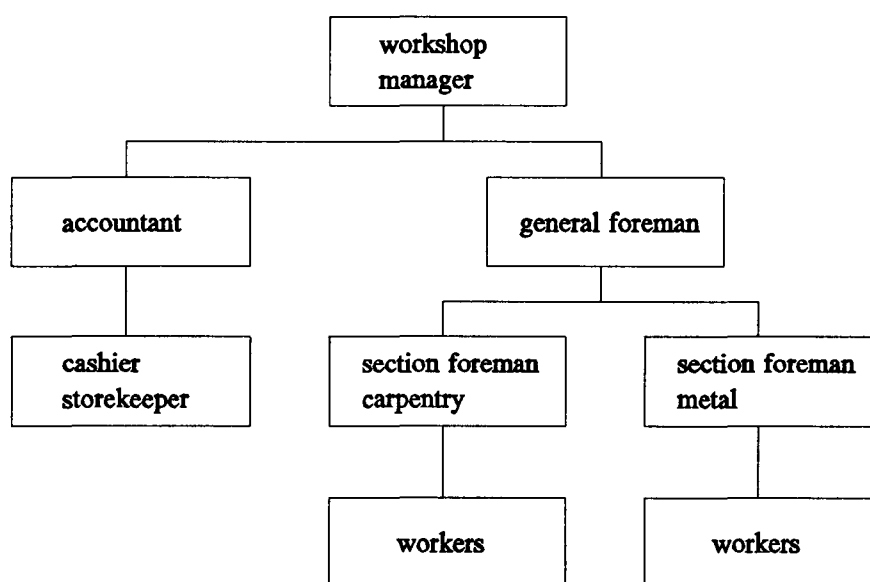 workshop
manager
accountant
general foreman
cashier
storekeeper
section foreman
carpentry
section foreman
metal
workers
workers